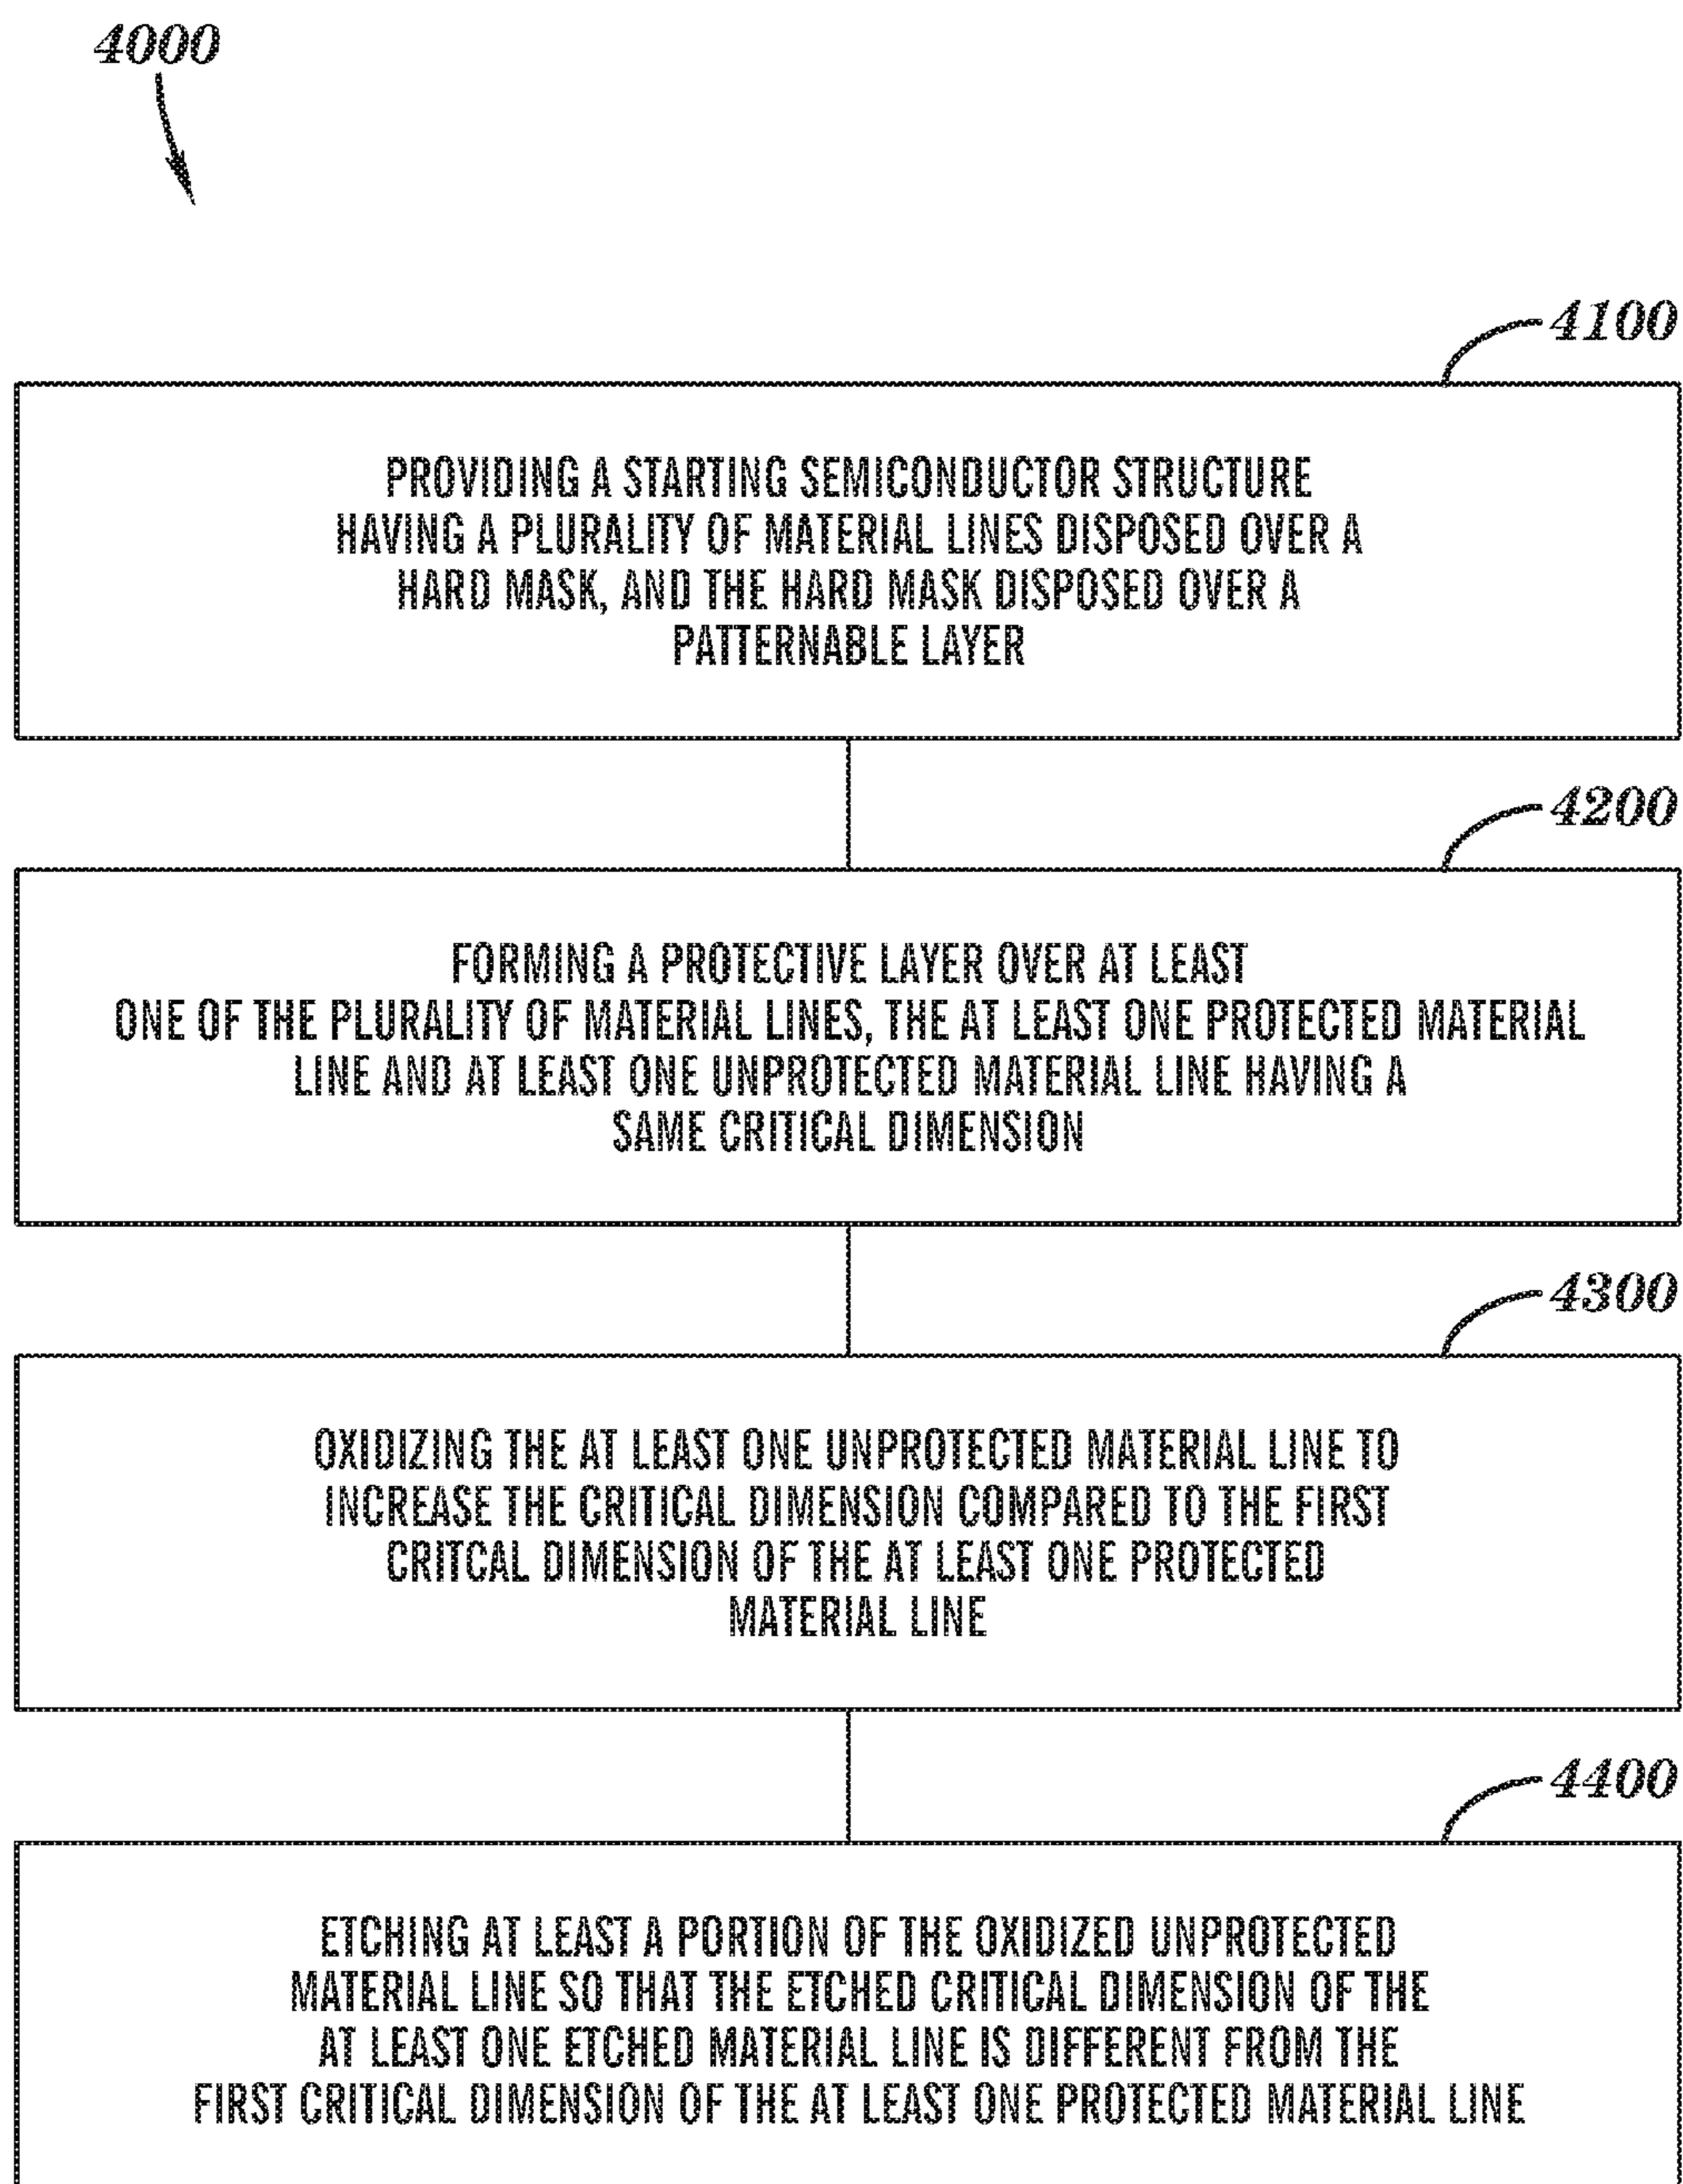 4000
4100
PROVIDING A STARTING SEMICONDUCTOR STRUCTURE
HAVING A PLURALITY OF MATERIAL LINES DISPOSED OVER A
HARD MASK, AND THE HARD MASK DISPOSED OVER A
PATTERNABLE LAYER
4200
FORMING A PROTECTIVE LAYER OVER AT LEAST
ONE OF THE PLURALITY OF MATERIAL LINES, THE AT LEAST ONE PROTECTED MATERIAL
LINE AND AT LEAST ONE UNPROTECTED MATERIAL LINE HAVING A
SAME CRITICAL DIMENSION
4300
OXIDIZING THE AT LEAST ONE UNPROTECTED MATERIAL LINE TO
INCREASE THE CRITICAL DIMENSION COMPARED TO THE FIRST
CRITCAL DIMENSION OF THE AT LEAST ONE PROTECTED
MATERIAL LINE
4400
ETCHING AT LEAST A PORTION OF THE OXIDIZED UNPROTECTED
MATERIAL LINE SO THAT THE ETCHED CRITICAL DIMENSION OF THE
AT LEAST ONE ETCHED MATERIAL LINE IS DIFFERENT FROM THE
FIRST CRITICAL DIMENSION OF THE AT LEAST ONE PROTECTED MATERIAL LINE